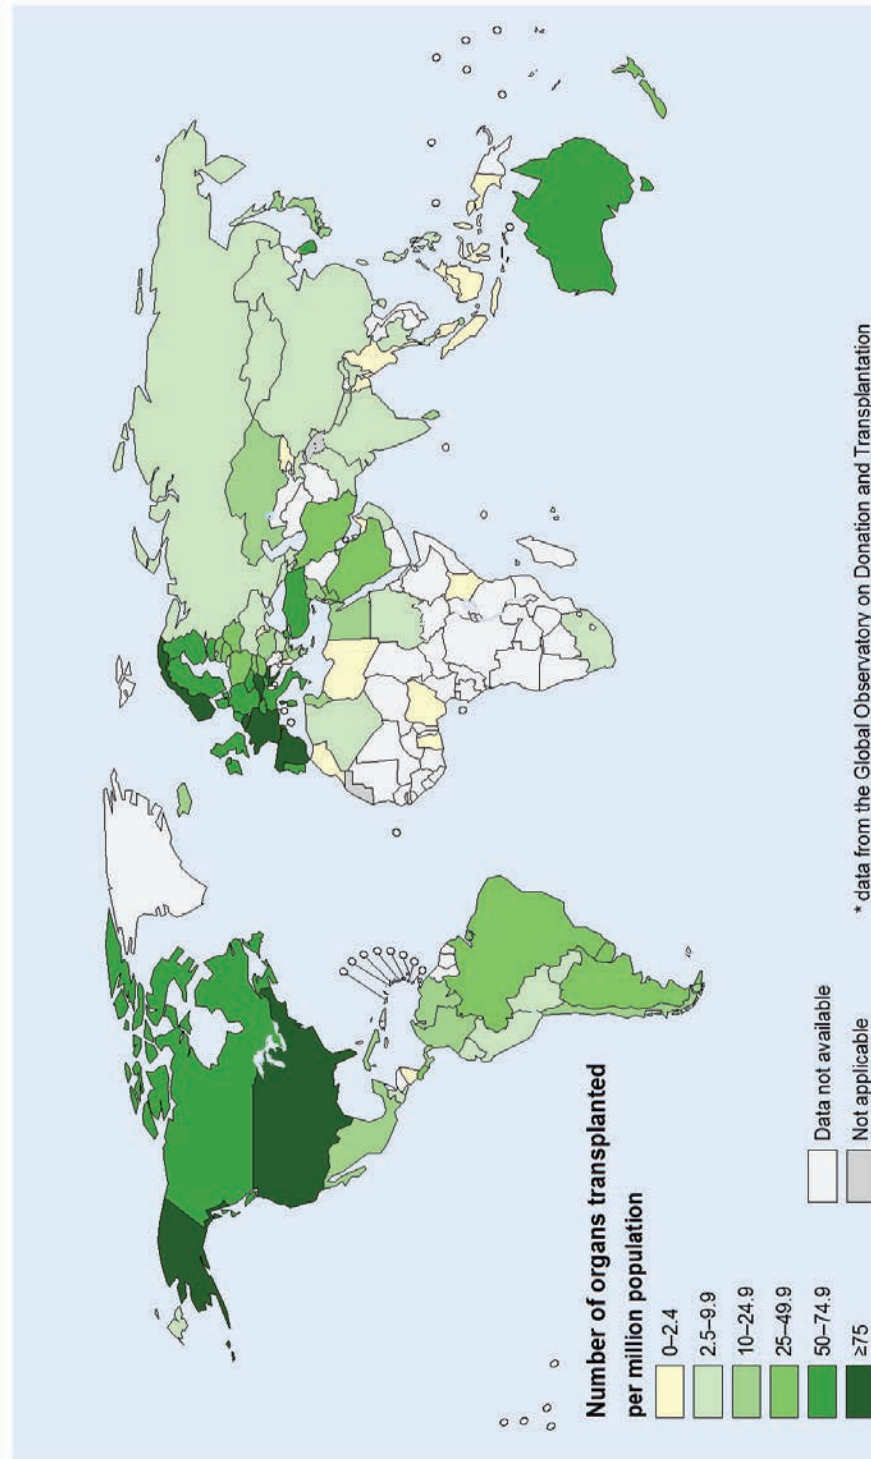 Number of organs transplanted
per million population
0–2.4
2.5–9.9
10–24.9
25–49.9
50–74.9
≥75
Data not available
Not applicable
* data from the Global Observatory on Donation and Transplantation